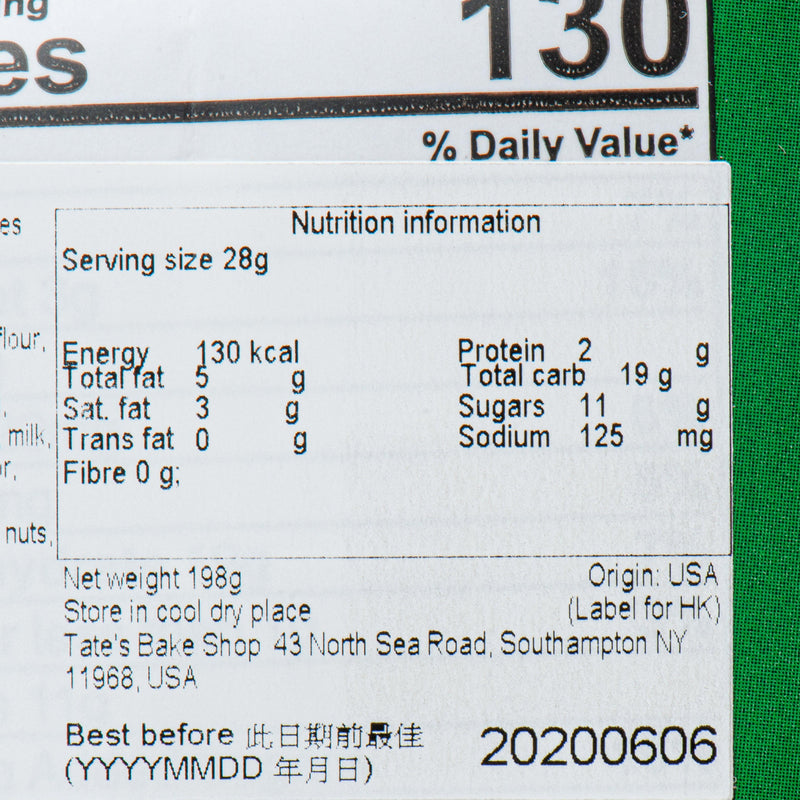 ng
es 130
% Daily Value*
es
Nutrition information
Serving size 28g
flour,
Energy 130 kcal Protein 2 g
Total fat 5 g Total carb 19 g
Sat. fat 3 g Sugars 11 g
milk, Trans fat 0 g Sodium 125 mg
or, Fibre 0 g;
nuts,
Net weight 198g Origin: USA
Store in cool dry place (Label for HK)
Tate's Bake Shop 43 North Sea Road, Southampton NY
11968, USA
Best before 此日期前最佳 20200606
(YYYYMMDD 年月日)